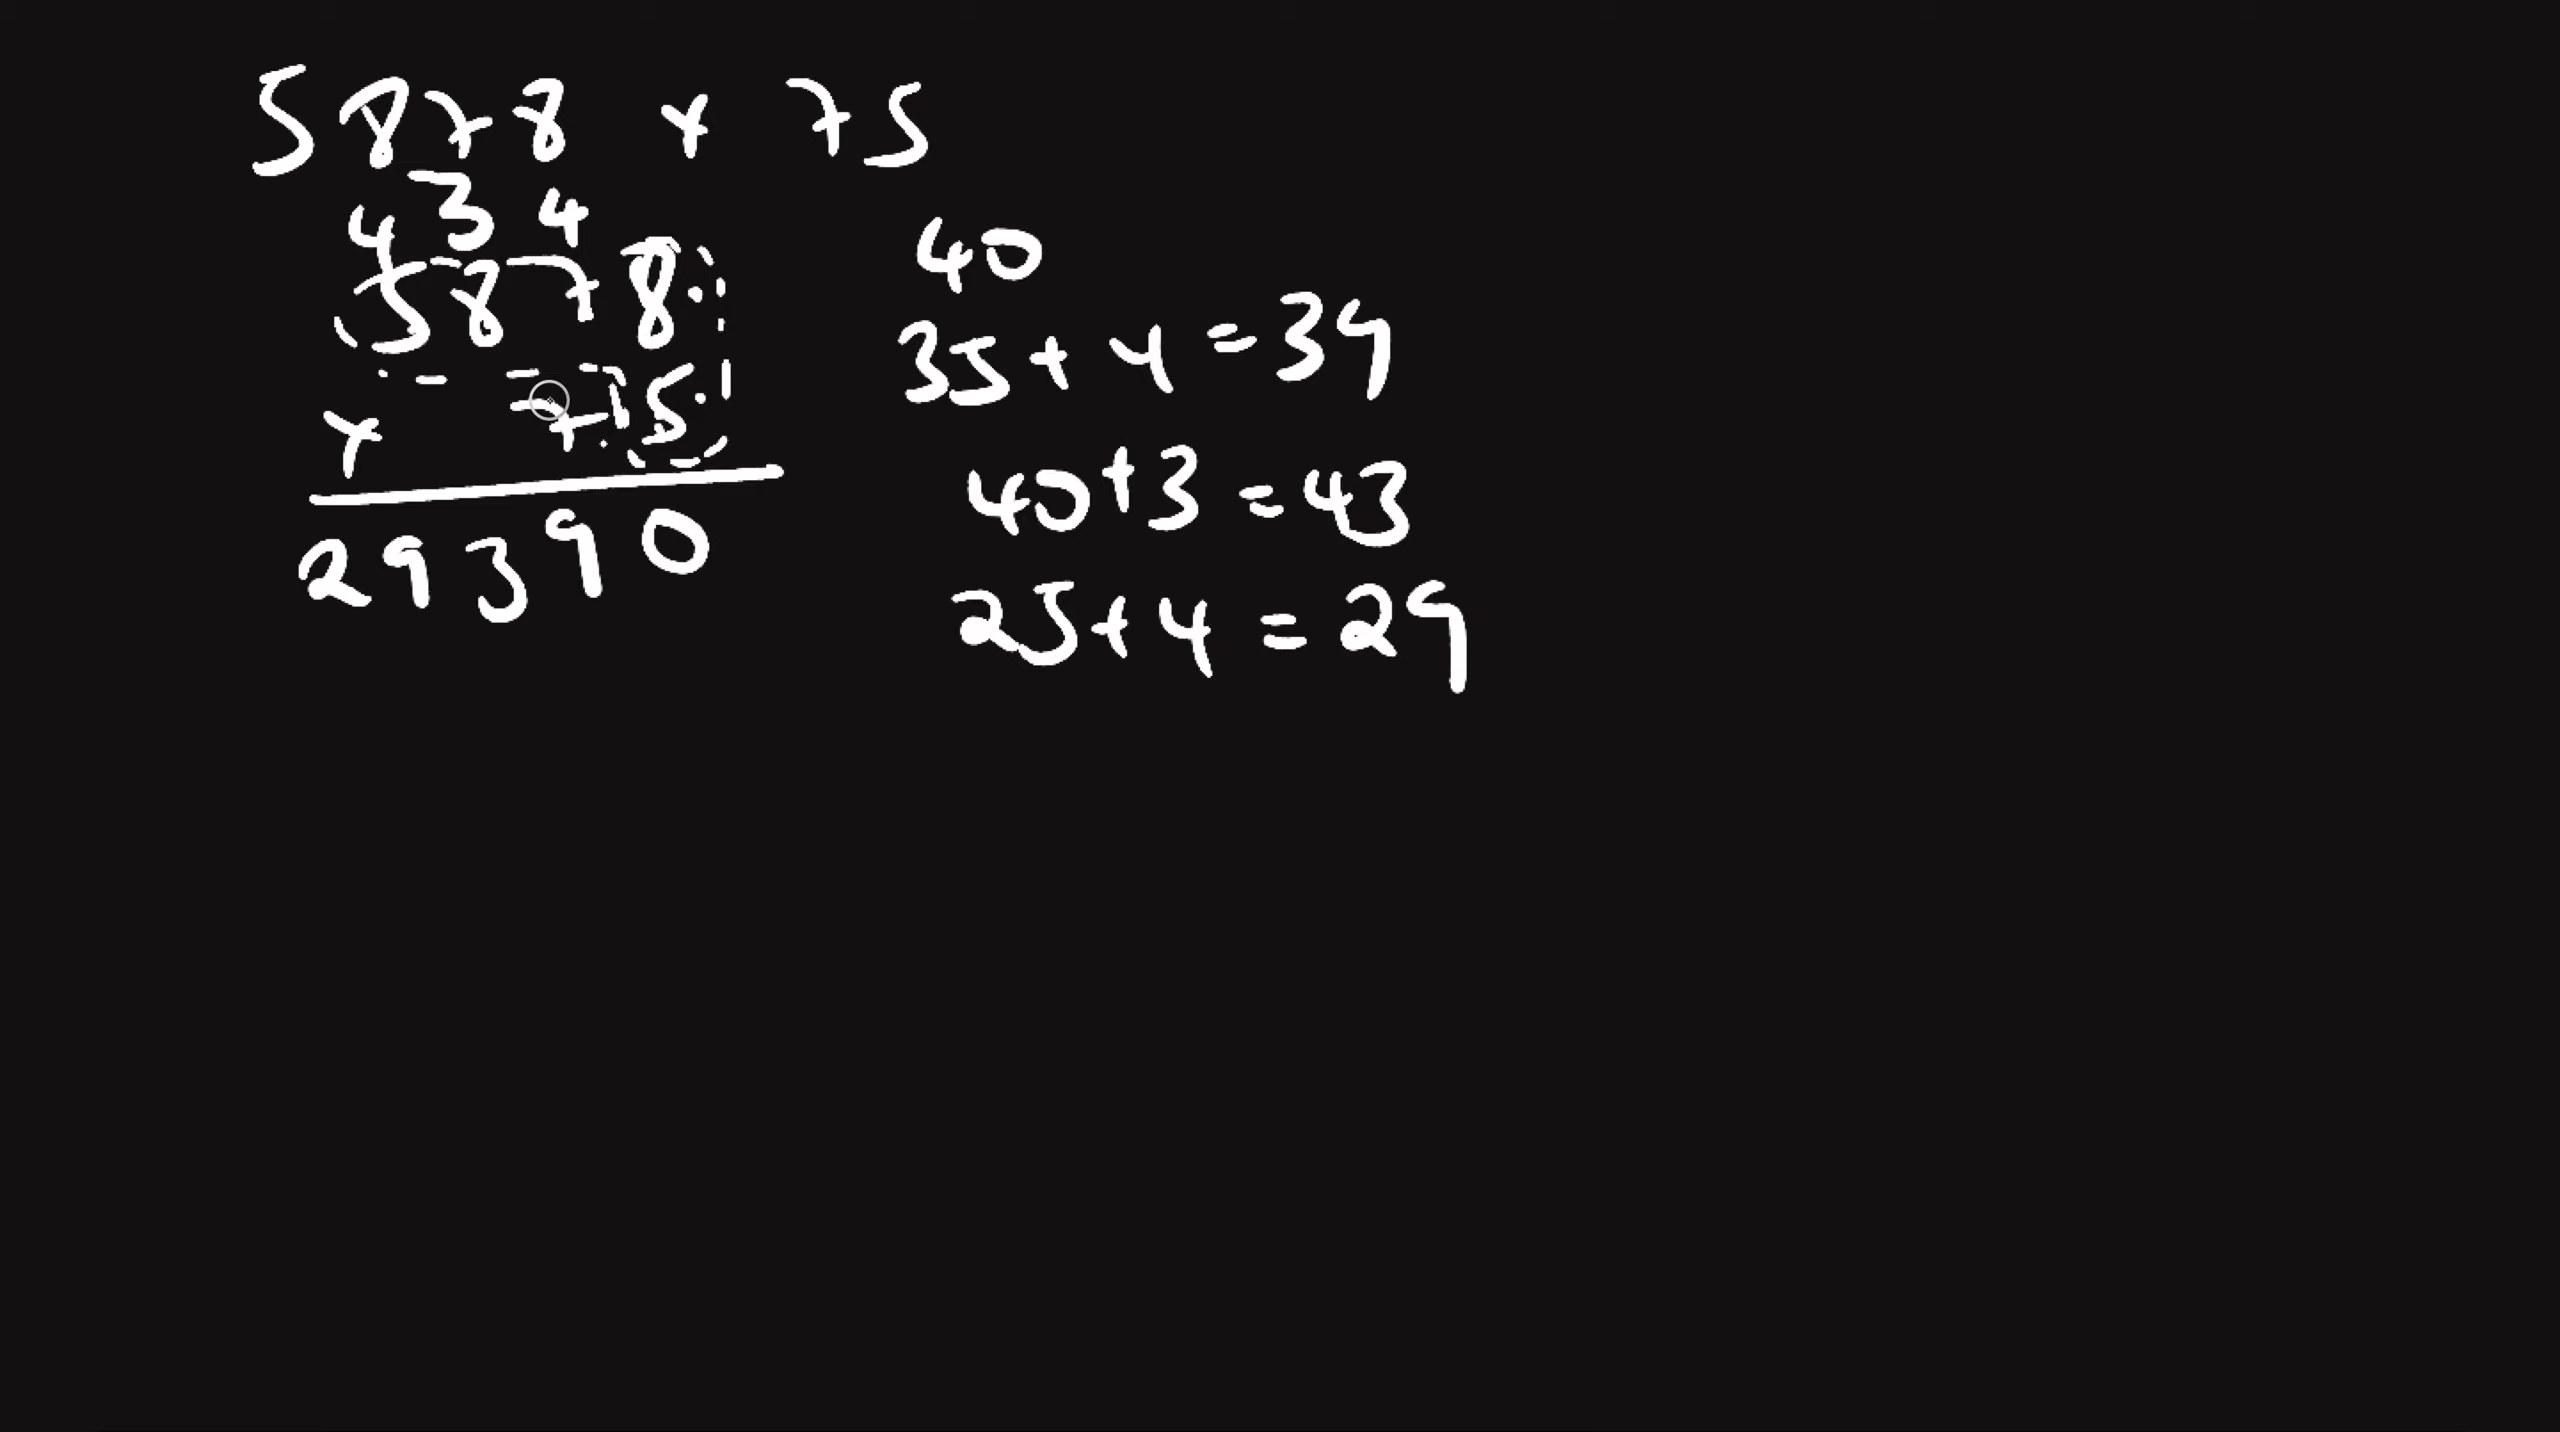 5878 x 75
4 3 4
5878
x 75
29390
40
35 + 4 = 39
40 + 3 = 43
25 + 4 = 29